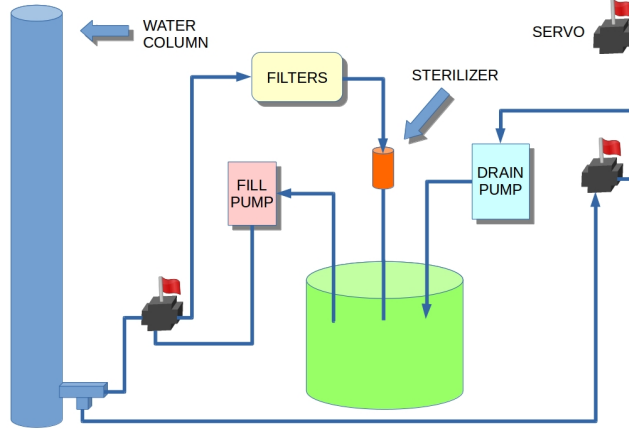 WATER
COLUMN
SERVO
FILTERS
STERILIZER
FILL
PUMP
DRAIN
PUMP